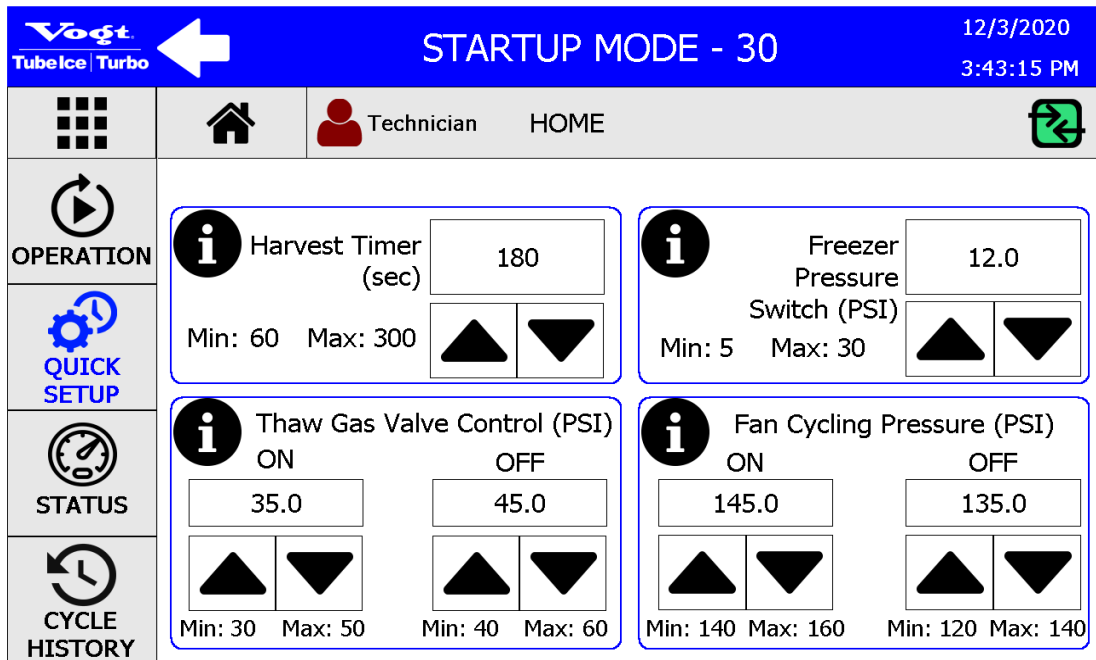 Vogt
TubeIce | Turbo
STARTUP MODE - 30
12/3/2020
3:43:15 PM
Technician
HOME
OPERATION
QUICK
SETUP
STATUS
CYCLE
HISTORY
Harvest Timer
(sec)
180
Min: 60 Max: 300
Freezer
Pressure
Switch (PSI)
12.0
Min: 5 Max: 30
Thaw Gas Valve Control (PSI)
ON OFF
35.0 45.0
Min: 30 Max: 50 Min: 40 Max: 60
Fan Cycling Pressure (PSI)
ON OFF
145.0 135.0
Min: 140 Max: 160 Min: 120 Max: 140